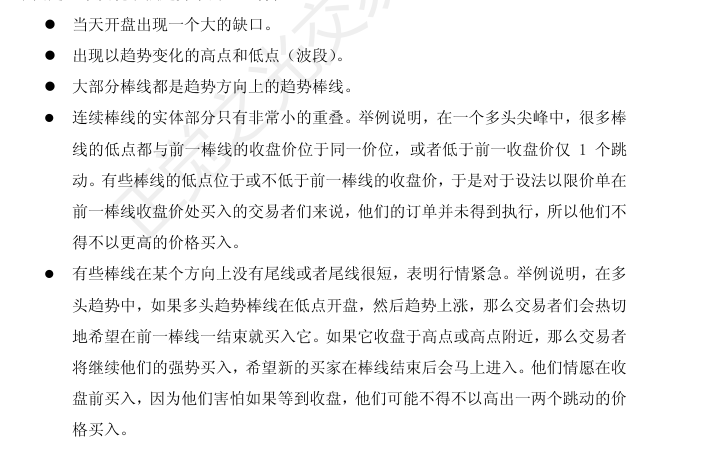 ● 当天开盘出现一个大的缺口。
● 出现以趋势变化的高点和低点（波段）。
● 大部分棒线都是趋势方向上的趋势棒线。
● 连续棒线的实体部分只有非常小的重叠。举例说明，在一个多头尖峰中，很多棒
线的低点都与前一棒线的收盘价位于同一价位，或者低于前一收盘价仅 1 个跳
动。有些棒线的低点位于或不低于前一棒线的收盘价，于是对于设法以限价单在
前一棒线收盘价处买入的交易者们来说，他们的订单并未得到执行，所以他们不
得不以更高的价格买入。
● 有些棒线在某个方向上没有尾线或者尾线很短，表明行情紧急。举例说明，在多
头趋势中，如果多头趋势棒线在低点开盘，然后趋势上涨，那么交易者们会热切
地希望在前一棒线一结束就买入它。如果它收盘于高点或高点附近，那么交易者
将继续他们的强势买入，希望新的买家在棒线结束后会马上进入。他们情愿在收
盘前买入，因为他们害怕如果等到收盘，他们可能不得不以高出一两个跳动的价
格买入。